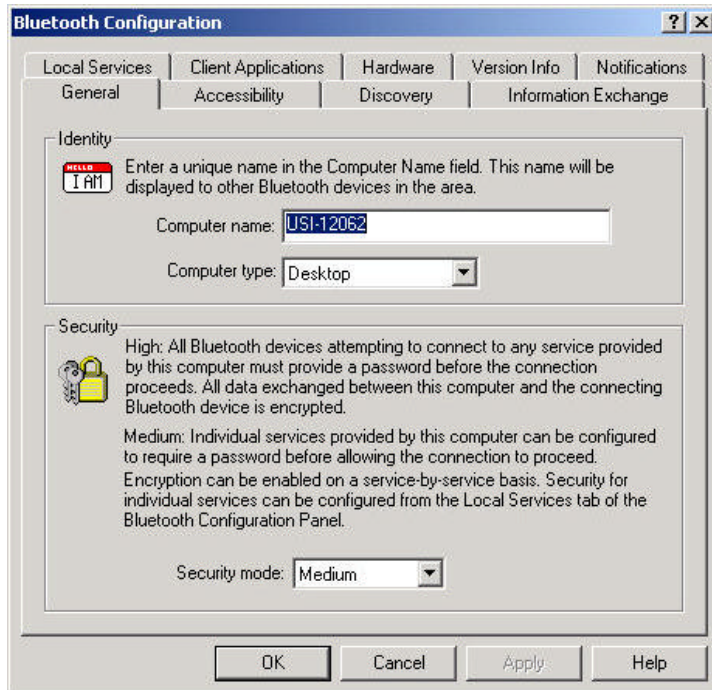 Bluetooth Configuration
Local Services Client Applications Hardware Version Info Notifications
General Accessibility Discovery Information Exchange
Identity
HELLO
I AM
Enter a unique name in the Computer Name field. This name will be
displayed to other Bluetooth devices in the area.
Computer name: USI-12062
Computer type: Desktop
Security
High: All Bluetooth devices attempting to connect to any service provided
by this computer must provide a password before the connection
proceeds. All data exchanged between this computer and the connecting
Bluetooth device is encrypted.
Medium: Individual services provided by this computer can be configured
to require a password before allowing the connection to proceed.
Encryption can be enabled on a service-by-service basis. Security for
individual services can be configured from the Local Services tab of the
Bluetooth Configuration Panel.
Security mode: Medium
OK Cancel Apply Help